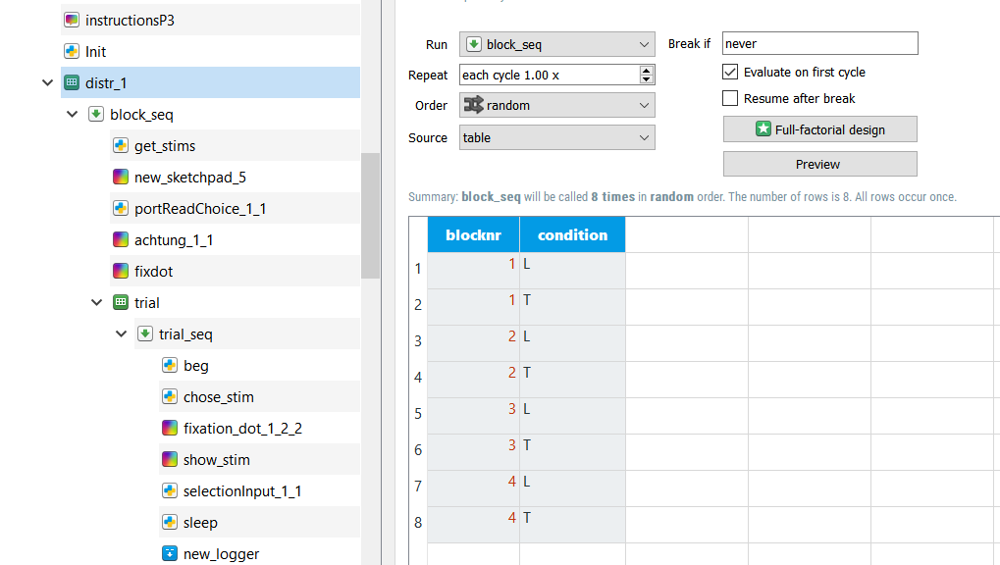 instructionsP3
Init
distr_1
block_seq
get_stims
new_sketchpad_5
portReadChoice_1_1
achtung_1_1
fixdot
trial
trial_seq
beg
chose_stim
fixation_dot_1_2_2
show_stim
selectionInput_1_1
sleep
new_logger
Run block_seq Break if never
Repeat each cycle 1.00 x Evaluate on first cycle
Order random Resume after break
Source table Full-factorial design
Preview
Summary: block_seq will be called 8 times in random order. The number of rows is 8. All rows occur once.
blocknr condition
1 1 L
2 1 T
3 2 L
4 2 T
5 3 L
6 3 T
7 4 L
8 4 T